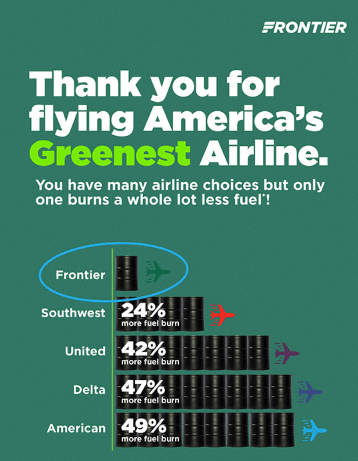 FRONTIER
Thank you for
flying America's
Greenest Airline.
You have many airline choices but only
one burns a whole lot less fuel*!
Frontier
Southwest 24%
more fuel burn
United 42%
more fuel burn
Delta 47%
more fuel burn
American 49%
more fuel burn